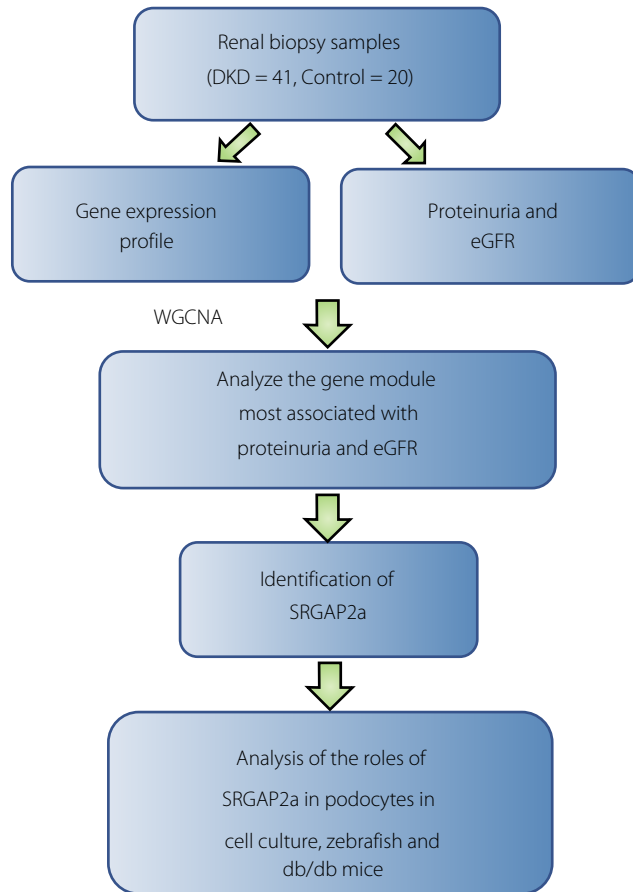 Renal biopsy samples
(DKD = 41, Control = 20)
Gene expression
profile
Proteinuria and
eGFR
WGCNA
Analyze the gene module
most associated with
proteinuria and eGFR
Identification of
SRGAP2a
Analysis of the roles of
SRGAP2a in podocytes in
cell culture, zebrafish and
db/db mice